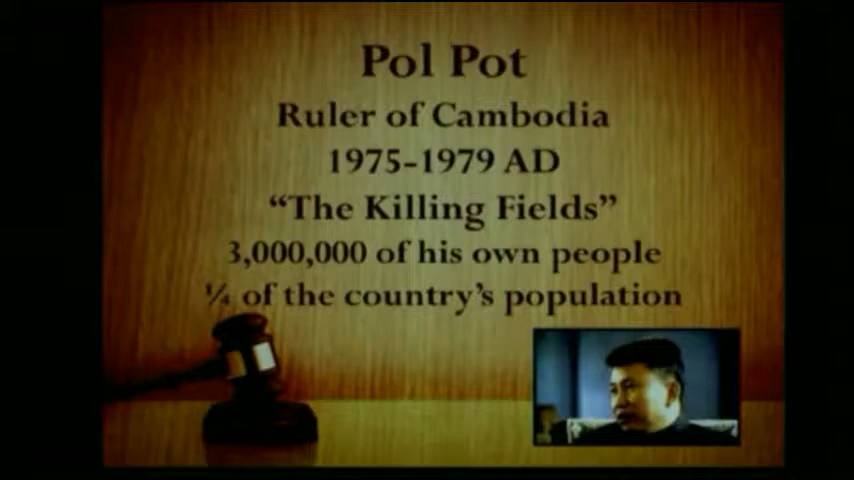 Pol Pot
Ruler of Cambodia
1975-1979 AD
“The Killing Fields”
3,000,000 of his own people
¼ of the country’s population